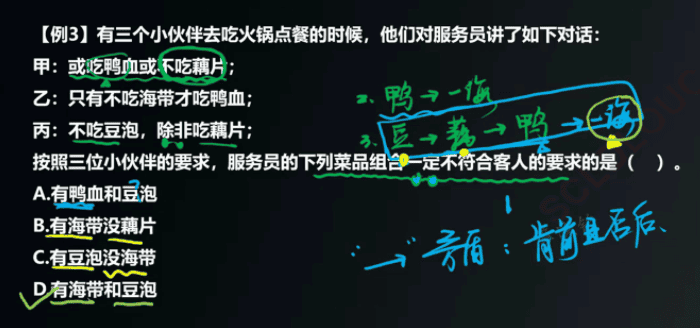 【例3】有三个小伙伴去吃火锅点餐的时候，他们对服务员讲了如下对话：
甲：或吃鸭血或不吃藕片；
乙：只有不吃海带才吃鸭血；
2、鸭→一海
丙：不吃豆泡，除非吃藕片；
3、豆→藕→鸭→一海
按照三位小伙伴的要求，服务员的下列菜品组合一定不符合客人的要求的是（ ）。
A.有鸭血和豆泡
B.有海带没藕片
"→"矛盾：肯前且否后、
C.有豆泡没海带
D.有海带和豆泡